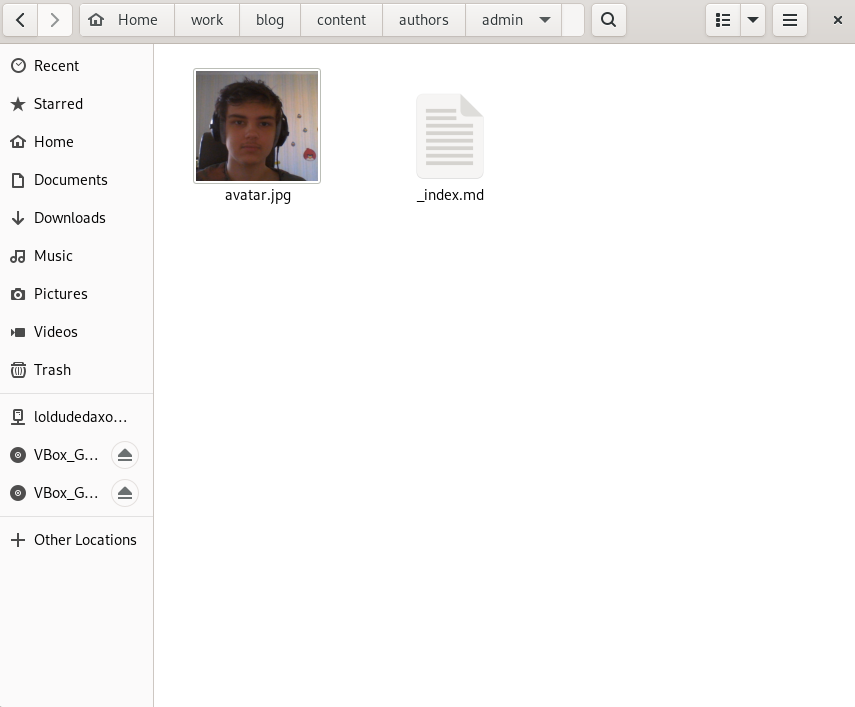 Home work blog content authors admin
Recent
Starred
Home
Documents
Downloads
Music
Pictures
Videos
Trash
loldudedaxo...
VBox_G...
VBox_G...
Other Locations
avatar.jpg
_index.md